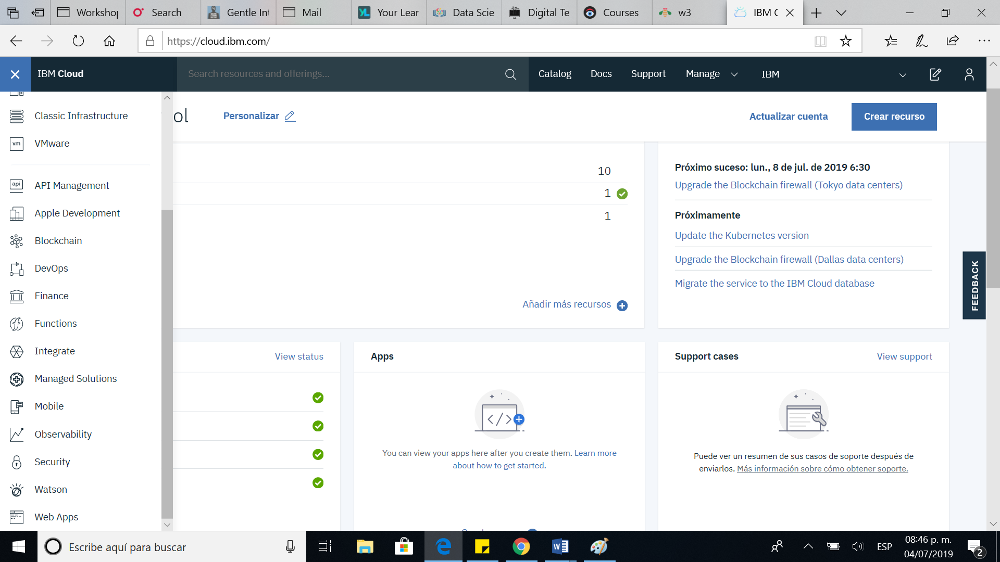 Workshop
Search
Gentle Int
Mail
Your Lear
Data Scie
Digital Te
Courses
w3
IBM C
https://cloud.ibm.com/
IBM Cloud
Search resources and offerings...
Catalog
Docs
Support
Manage
IBM
Classic Infrastructure
vm
VMware
api
API Management
Apple Development
Blockchain
DevOps
Finance
Functions
Integrate
Managed Solutions
Mobile
Observability
Security
Watson
Web Apps
ol
Personalizar
Actualizar cuenta
Crear recurso
10
1
1
Añadir más recursos
Próximo suceso: lun., 8 de jul. de 2019 6:30
Upgrade the Blockchain firewall (Tokyo data centers)
Próximamente
Update the Kubernetes version
Upgrade the Blockchain firewall (Dallas data centers)
Migrate the service to the IBM Cloud database
FEEDBACK
View status
Apps
You can view your apps here after you create them. Learn more
about how to get started.
Support cases
View support
Puede ver un resumen de sus casos de soporte después de
enviarlos. Más información sobre cómo obtener soporte.
Escribe aquí para buscar
ESP
08:46 p. m.
04/07/2019
2